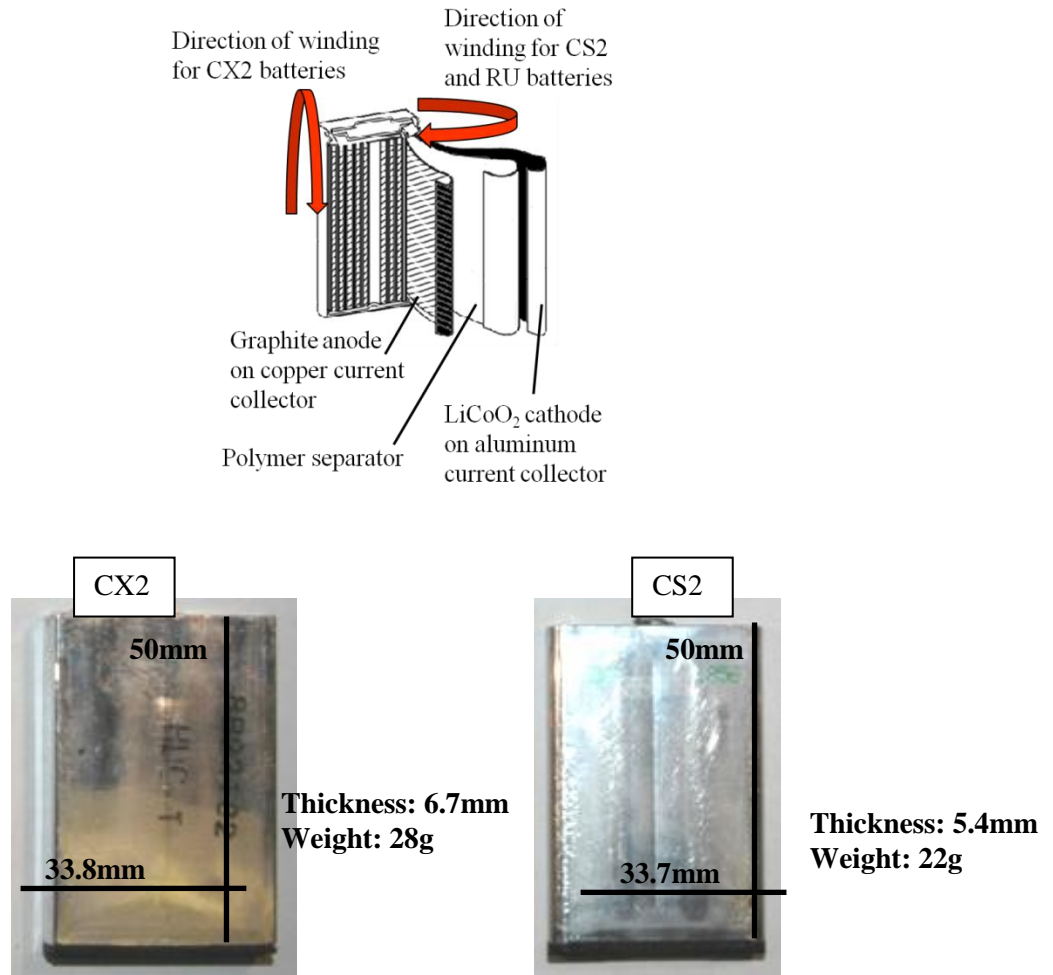 Direction of winding
for CX2 batteries
Direction of
winding for CS2
and RU batteries
Graphite anode
on copper current
collector
Polymer separator
LiCoO₂ cathode
on aluminum
current collector
CX2
50mm
33.8mm
Thickness: 6.7mm
Weight: 28g
CS2
50mm
33.7mm
Thickness: 5.4mm
Weight: 22g